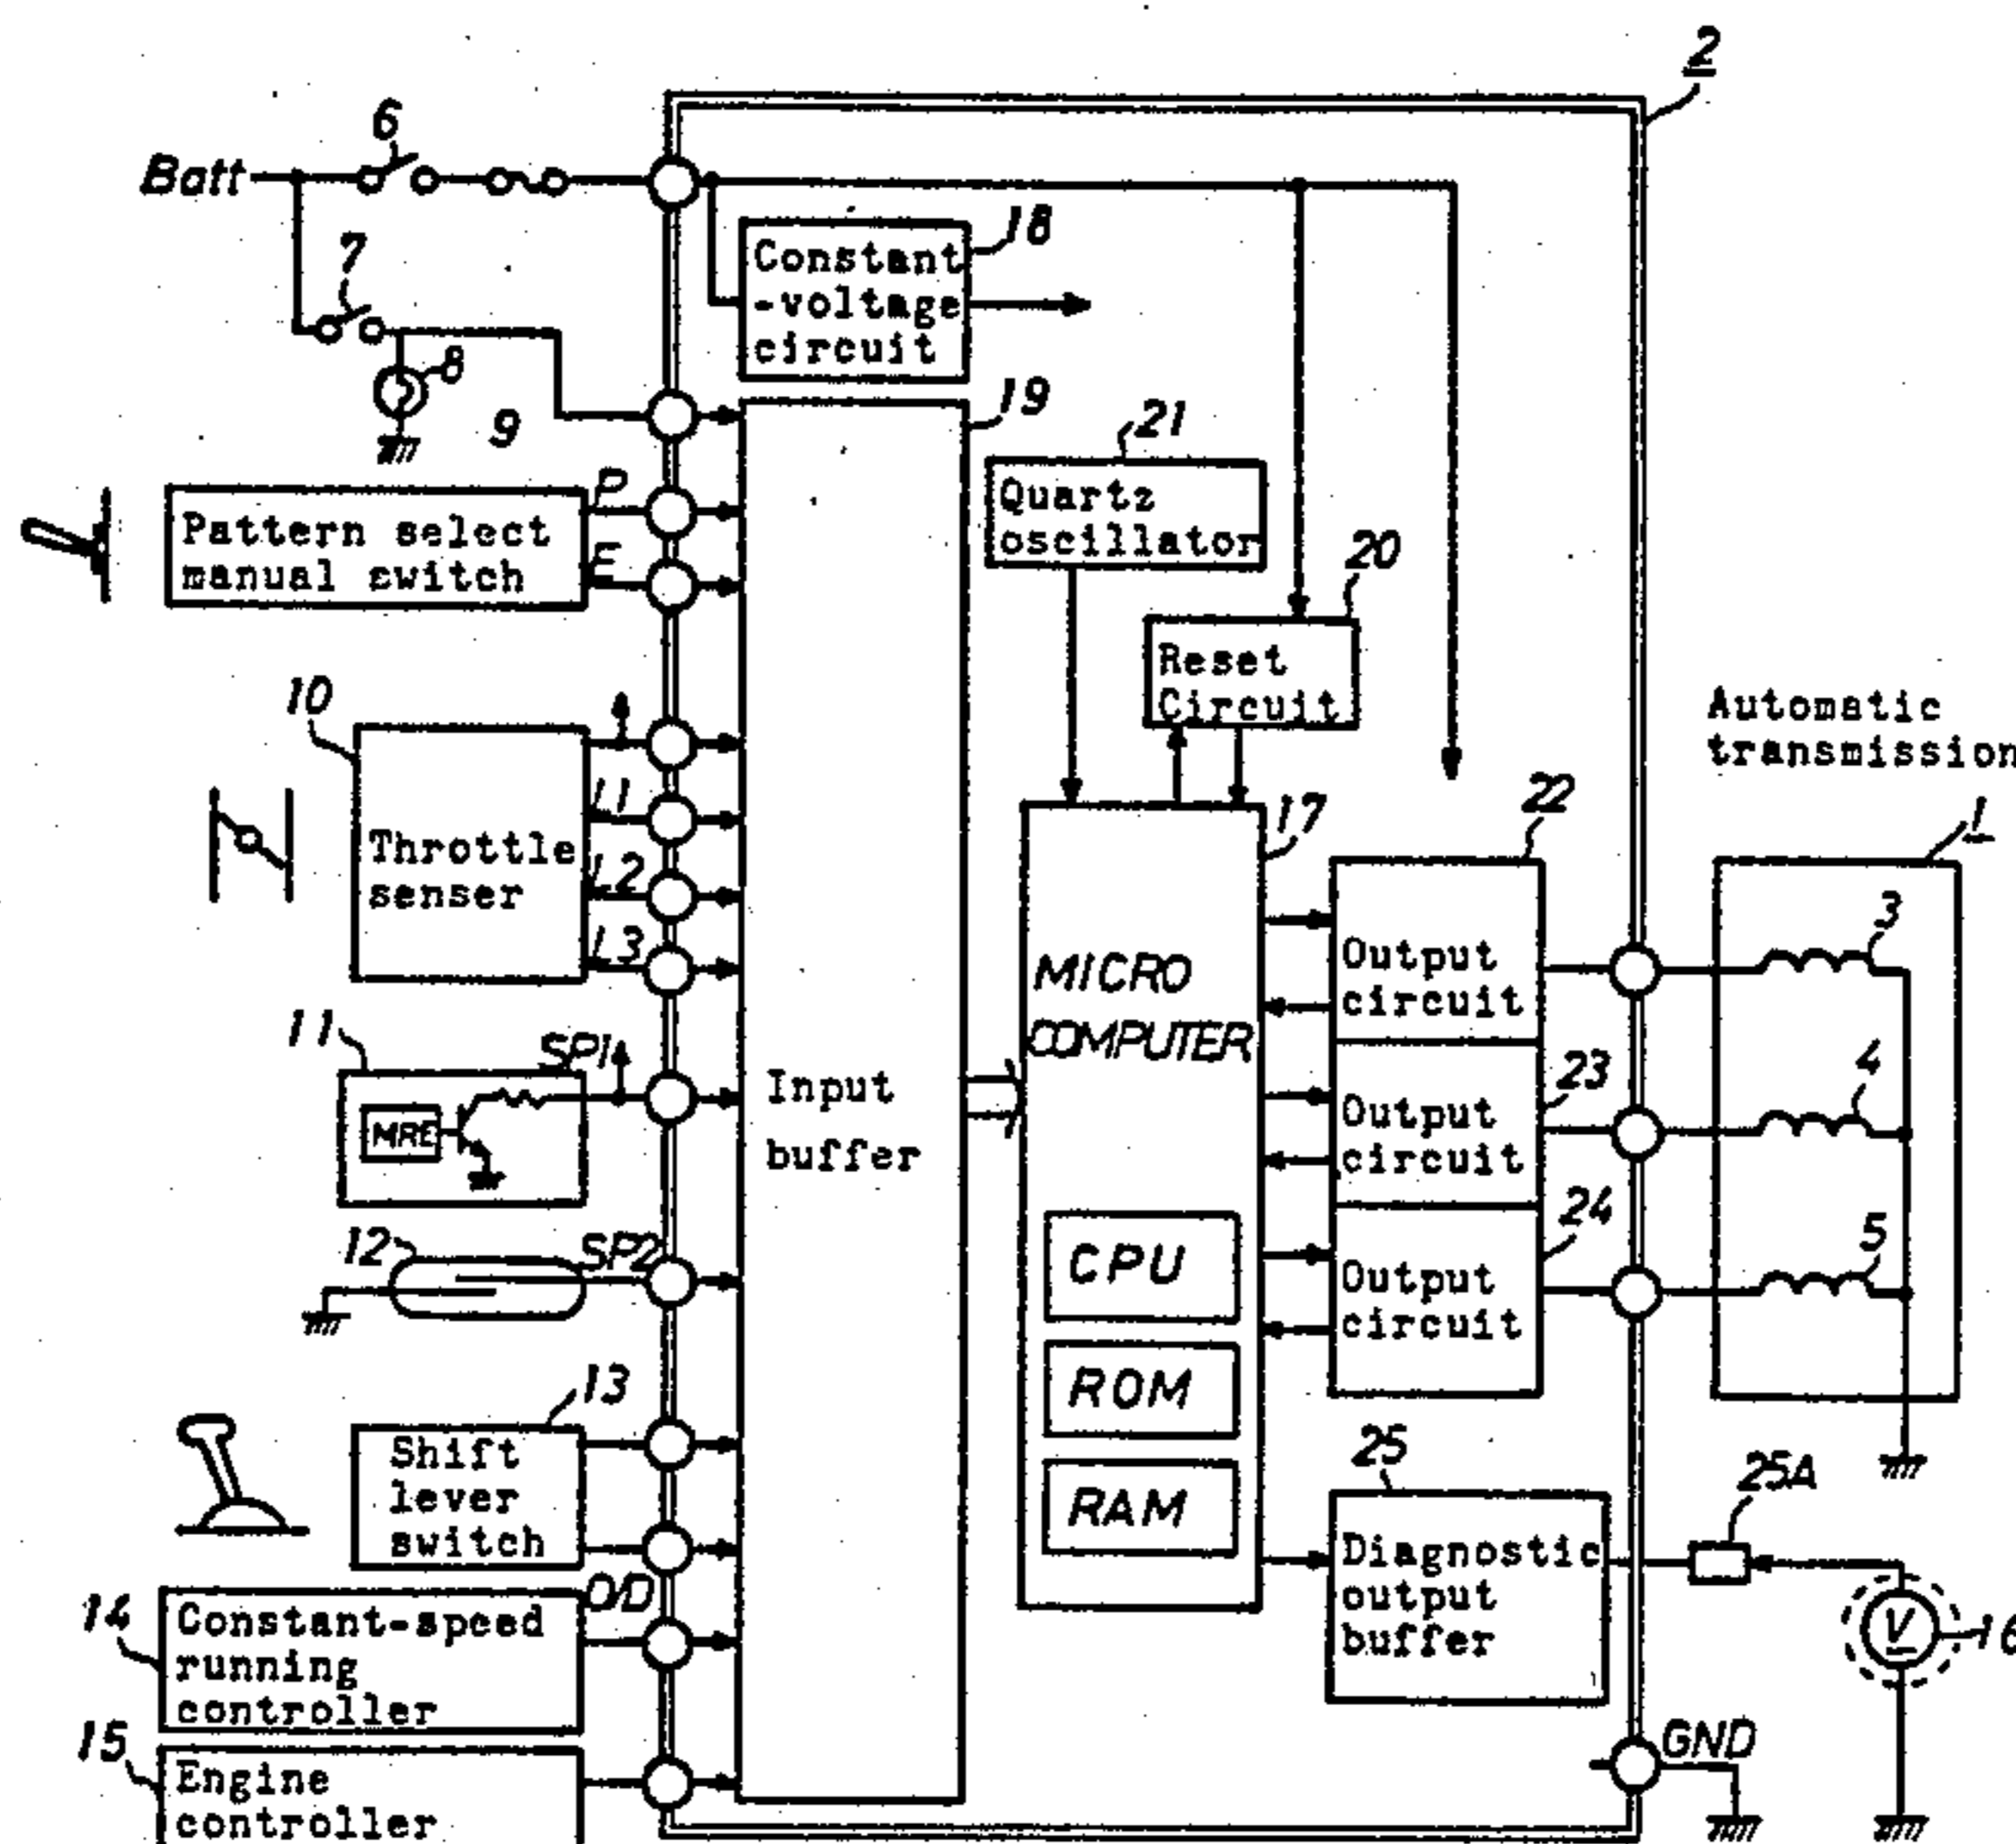 2
6
Batt
18
7
Constant
-voltage
circuit
8
19
9
21
P
Pattern select
manual switch
E
Quartz
oscillator
20
Reset
Circuit
10
Automatic
transmission
L1
17
22
1
Throttle
senser
L2
3
L3
MICRO
COMPUTER
Output
circuit
11
SP1
4
MRE
Input
buffer
23
Output
circuit
12
SP2
24
5
CPU
Output
circuit
13
ROM
Shift
lever
switch
25
25A
RAM
Diagnostic
output
buffer
14
O/D
Constant-speed
running
controller
V
16
15
GND
Engine
controller